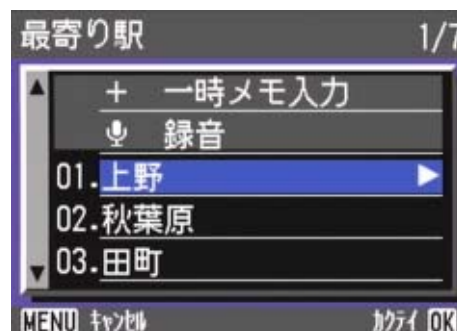 最寄り駅 1/7
+ 一時メモ入力
録音
01.上野
02.秋葉原
03.田町
MENU ｷｬﾝｾﾙ ｶｸﾃｲ OK